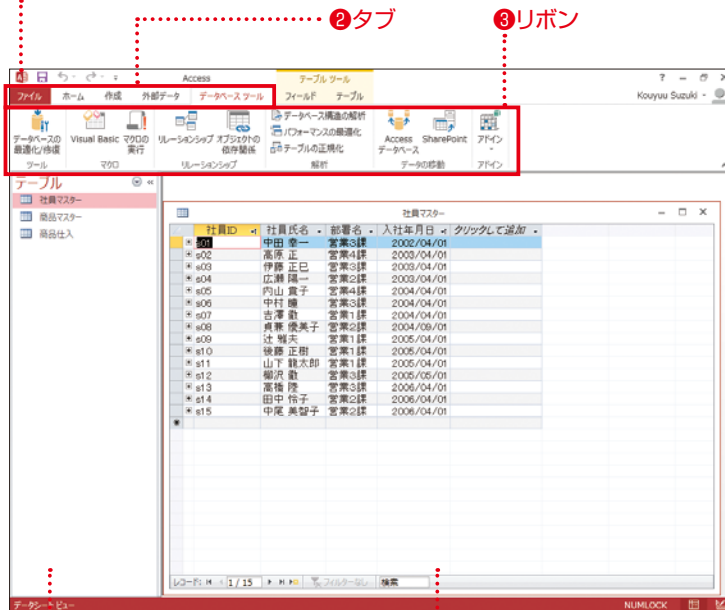 ❷タブ
❸リボン
Access
テーブル ツール
ファイル ホーム 作成 外部データ データベース ツール フィールド テーブル
Kouyuu Suzuki
データベースの最適化/修復
Visual Basic
マクロの実行
リレーションシップ
オブジェクトの依存関係
データベース構造の解析
パフォーマンスの最適化
テーブルの正規化
Access データベース
SharePoint
アドイン
ツール マクロ リレーションシップ 解析 データの移動 アドイン
テーブル
社員マスター
商品マスター
商品仕入
社員マスター
社員ID 社員氏名 部署名 入社年月日 クリックして追加
s01 中田 幸一 営業3課 2002/04/01
s02 高原 正 営業4課 2003/04/01
s03 伊藤 正巳 営業3課 2003/04/01
s04 広瀬 陽一 営業2課 2003/04/01
s05 内山 貴子 営業4課 2004/04/01
s06 中村 瞳 営業3課 2004/04/01
s07 吉澤 徹 営業1課 2004/04/01
s08 真兼 優美子 営業2課 2004/09/01
s09 辻 雅夫 営業1課 2005/04/01
s10 後藤 正樹 営業1課 2005/04/01
s11 山下 龍太郎 営業1課 2005/04/01
s12 柳沢 徹 営業3課 2005/05/01
s13 高橋 陸 営業3課 2006/04/01
s14 田中 怜子 営業2課 2006/04/01
s15 中尾 美智子 営業2課 2006/04/01
レコード: 1 / 15 フィルターなし 検索
データシート ビュー
NUMLOCK